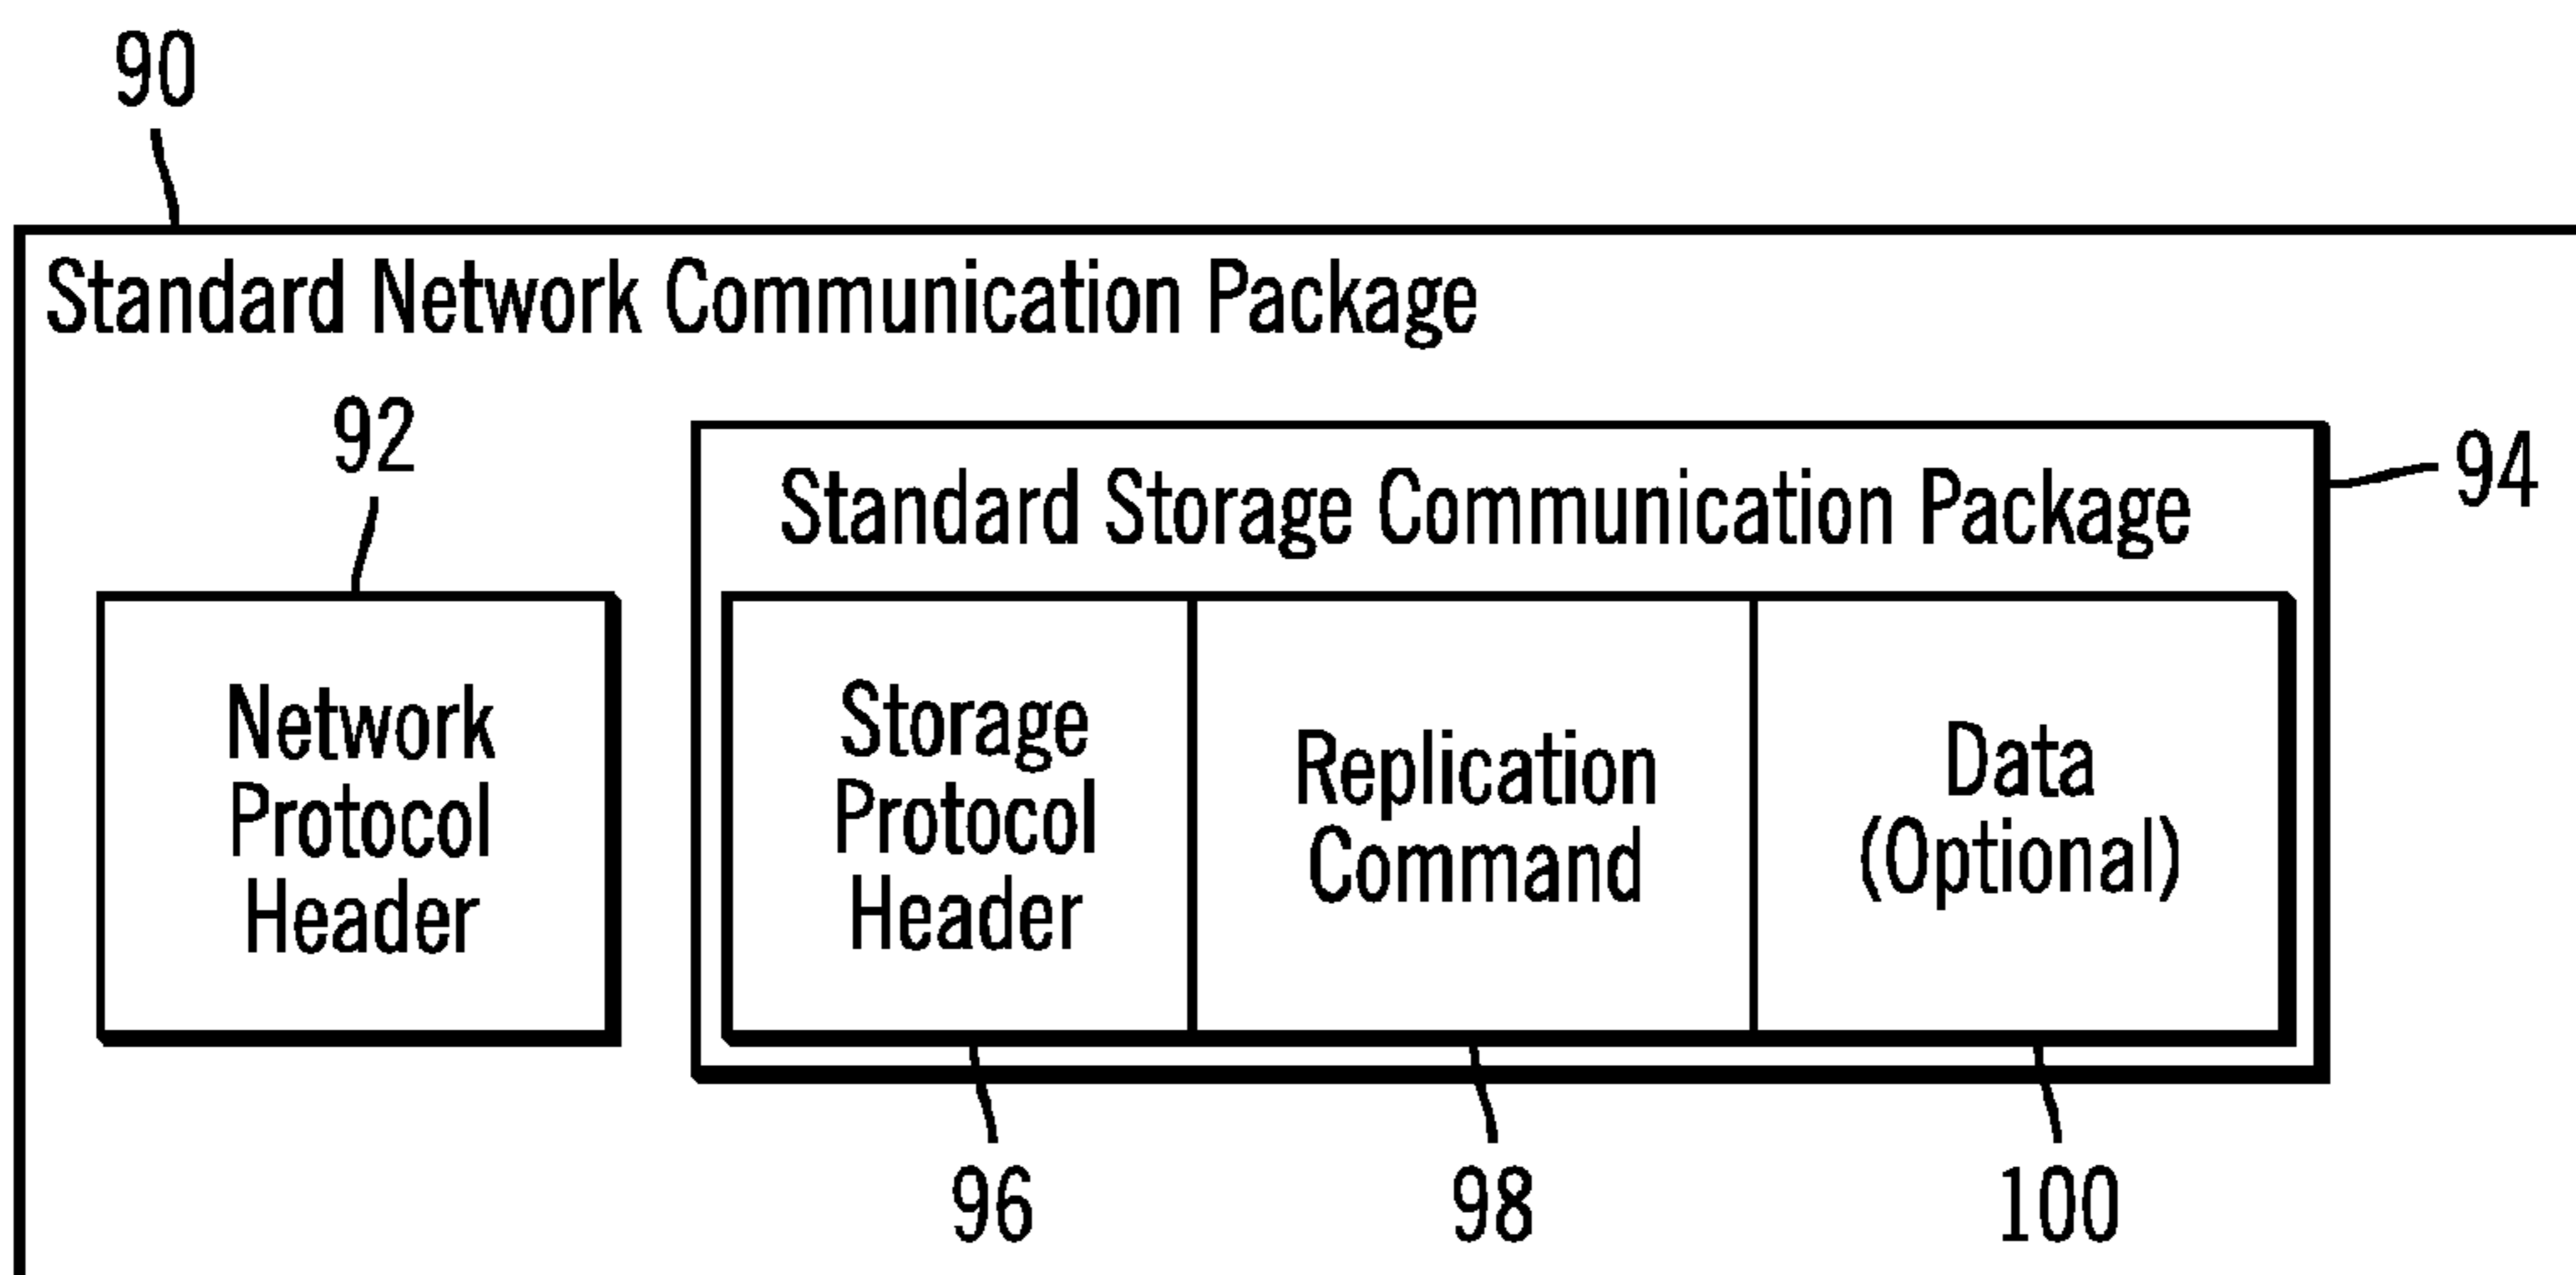 90
Standard Network Communication Package
92
94
Standard Storage Communication Package
Network
Protocol
Header
Storage
Protocol
Header
Replication
Command
Data
(Optional)
96
98
100